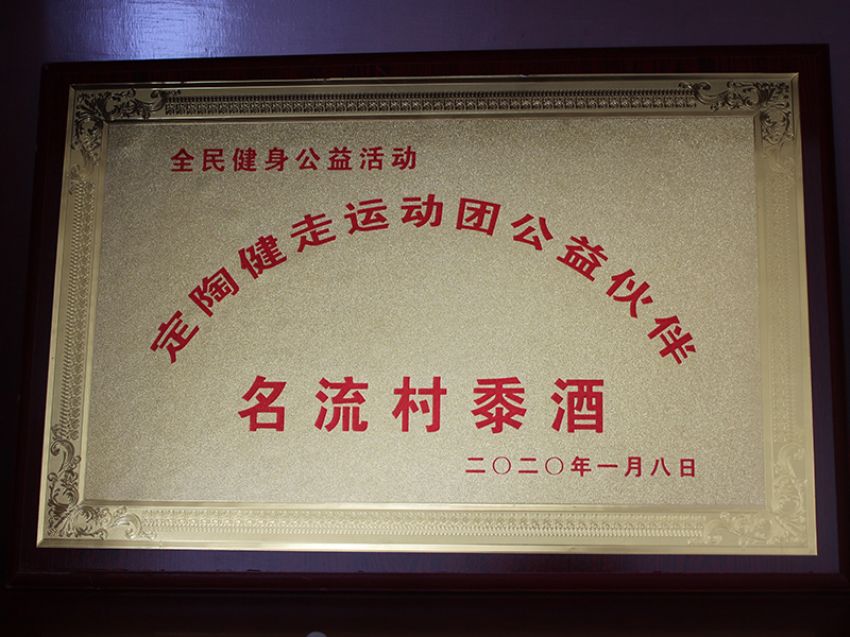 全民健身公益活动
定陶健走运动团公益伙伴
名流村黍酒
二〇二〇年一月八日